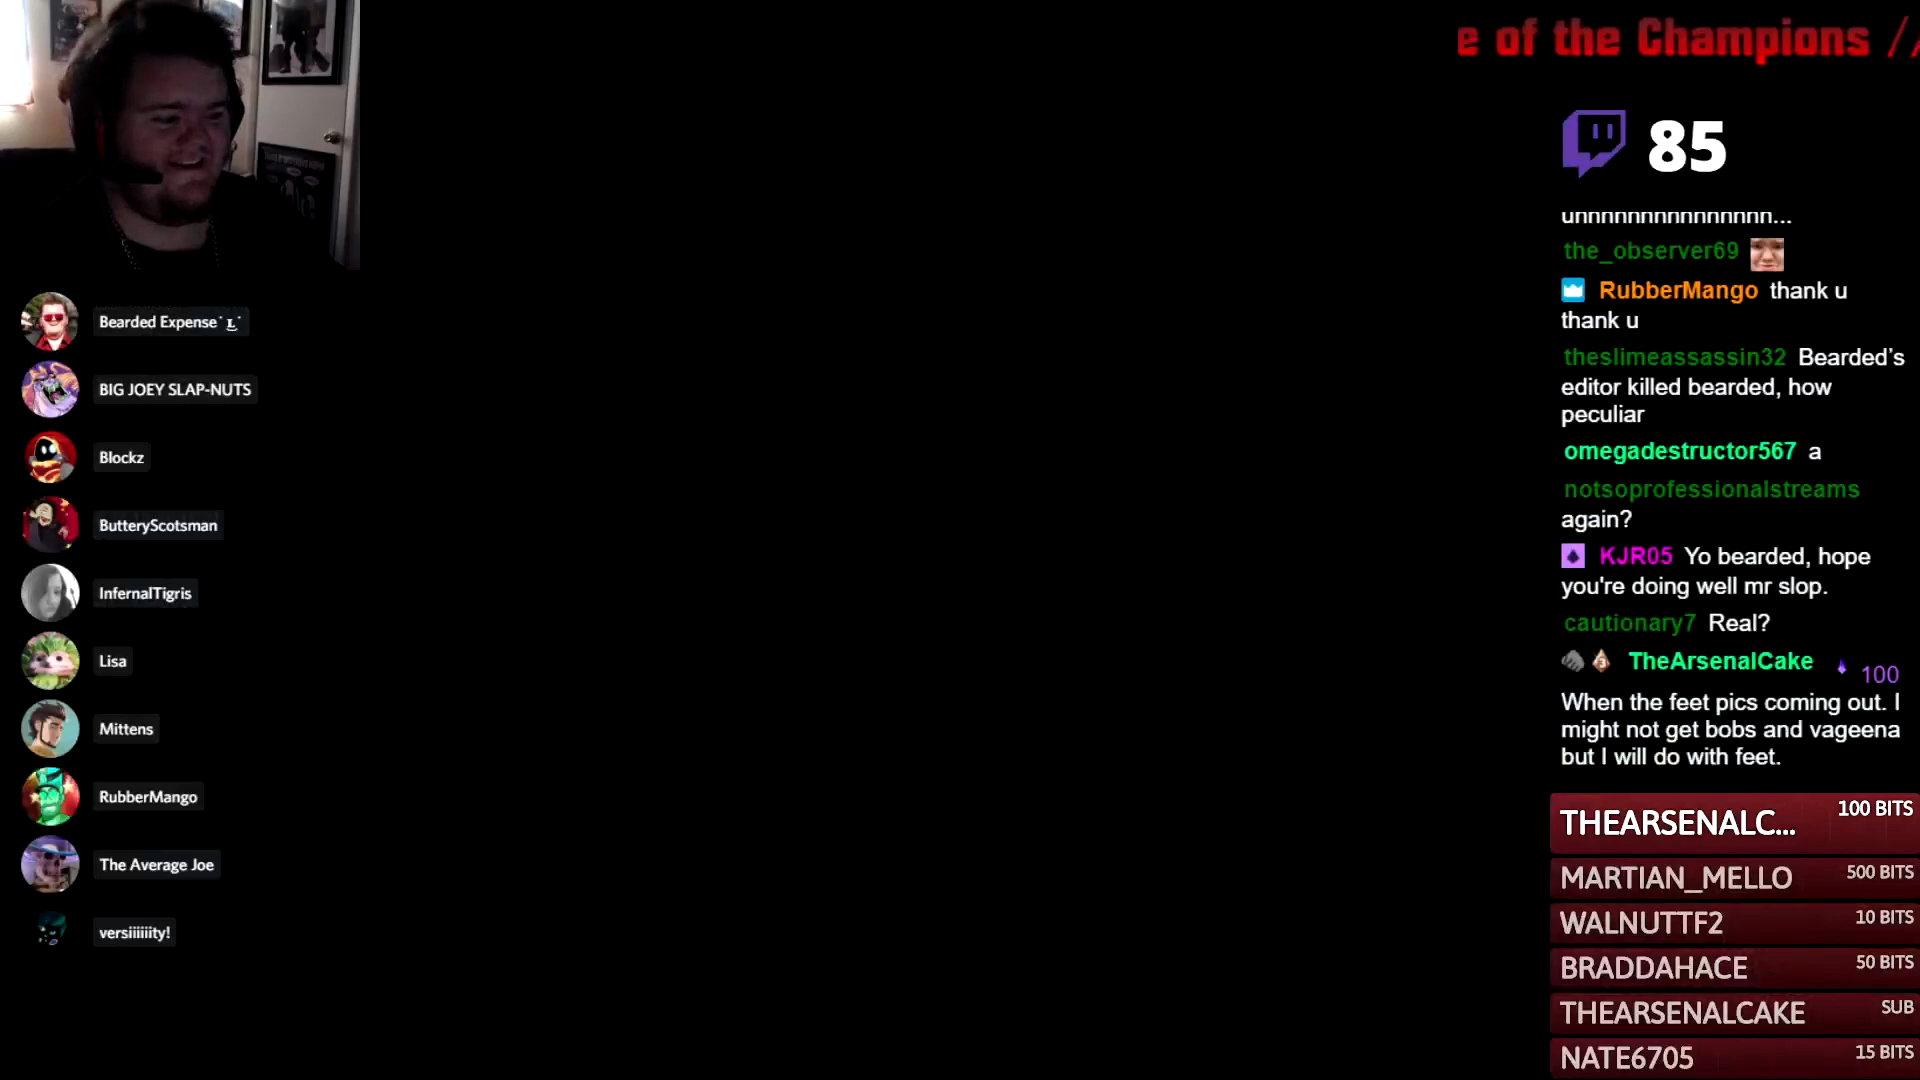 e of the Champions //
85
unnnnnnnnnnnnnnn...
the_observer69
RubberMango thank u
thank u
theslimeassassin32 Bearded’s
editor killed bearded, how
peculiar
omegadestructor567 a
notsoprofessionalstreams
again?
KJR05 Yo bearded, hope
you're doing well mr slop.
cautionary7 Real?
TheArsenalCake 100
When the feet pics coming out. I
might not get bobs and vageena
but I will do with feet.
THEARSENALC... 100 BITS
MARTIAN_MELLO 500 BITS
WALNUTTF2 10 BITS
BRADDAHACE 50 BITS
THEARSENALCAKE SUB
NATE6705 15 BITS
Bearded Expense
BIG JOEY SLAP-NUTS
Blockz
ButteryScotsman
InfernalTigris
Lisa
Mittens
RubberMango
The Average Joe
versiiiiiity!